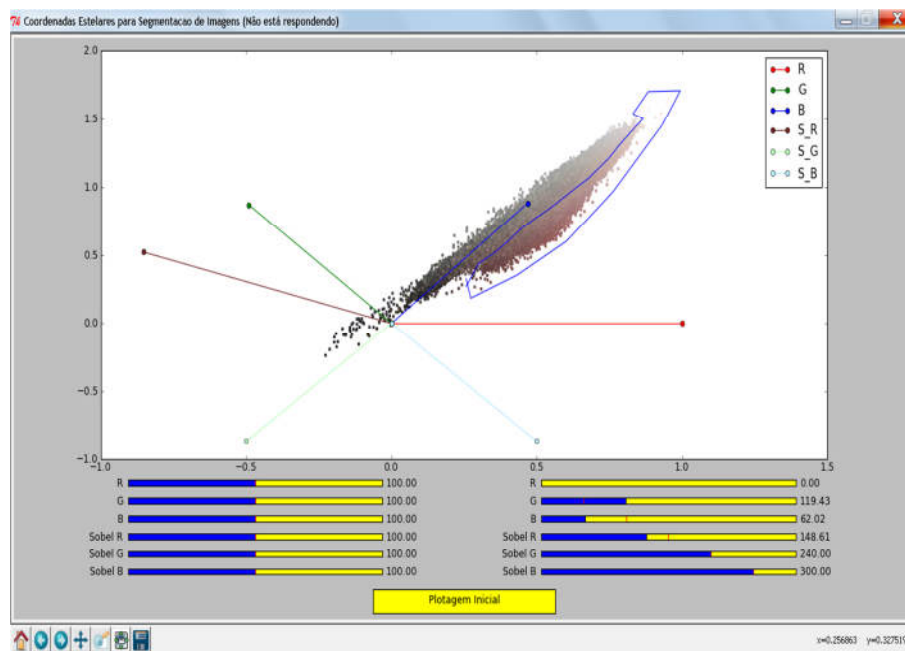 Coordenadas Estelares para Segmentacao de Imagens (Não está respondendo)
2.0
1.5
1.0
0.5
0.0
−0.5
−1.0
R
G
B
S_R
S_G
S_B
−1.0 −0.5 0.0 0.5 1.0 1.5
R 100.00 R 0.00
G 100.00 G 119.43
B 100.00 B 62.02
Sobel R 100.00 Sobel R 148.61
Sobel G 100.00 Sobel G 240.00
Sobel B 100.00 Sobel B 300.00
Plotagem Inicial
x=0.256863 y=0.327519